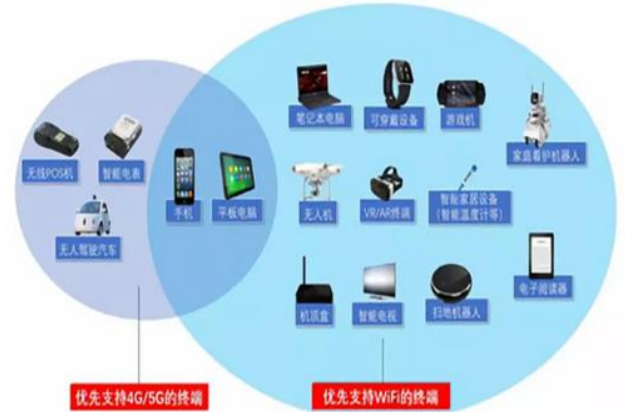 笔记本电脑
可穿戴设备
游戏机
家庭看护机器人
无线POS机
智能电表
手机
平板电脑
无人机
VR/AR终端
智能家居设备
(智能温度计等)
无人驾驶汽车
机顶盒
智能电视
扫地机器人
电子阅读器
优先支持4G/5G的终端
优先支持WiFi的终端